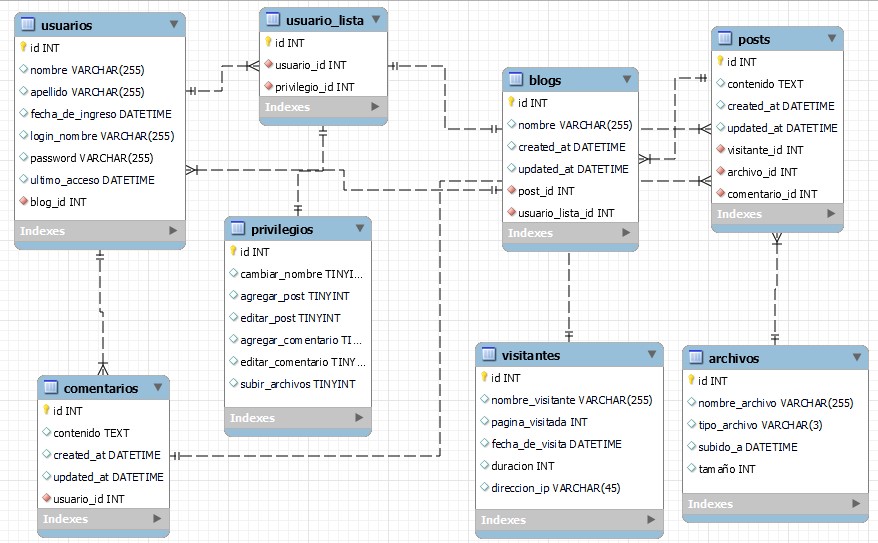 usuarios
id INT
nombre VARCHAR(255)
apellido VARCHAR(255)
fecha_de_ingreso DATETIME
login_nombre VARCHAR(255)
password VARCHAR(255)
ultimo_acceso DATETIME
blog_id INT
Indexes
usuario_lista
id INT
usuario_id INT
privilegio_id INT
Indexes
blogs
id INT
nombre VARCHAR(255)
created_at DATETIME
updated_at DATETIME
post_id INT
usuario_lista_id INT
Indexes
posts
id INT
contenido TEXT
created_at DATETIME
updated_at DATETIME
visitante_id INT
archivo_id INT
comentario_id INT
Indexes
privilegios
id INT
cambiar_nombre TINYI...
agregar_post TINYINT
editar_post TINYINT
agregar_comentario TI...
editar_comentario TINY...
subir_archivos TINYINT
Indexes
comentarios
id INT
contenido TEXT
created_at DATETIME
updated_at DATETIME
usuario_id INT
Indexes
visitantes
id INT
nombre_visitante VARCHAR(255)
pagina_visitada INT
fecha_de_visita DATETIME
duracion INT
direccion_ip VARCHAR(45)
Indexes
archivos
id INT
nombre_archivo VARCHAR(255)
tipo_archivo VARCHAR(3)
subido_a DATETIME
tamaño INT
Indexes